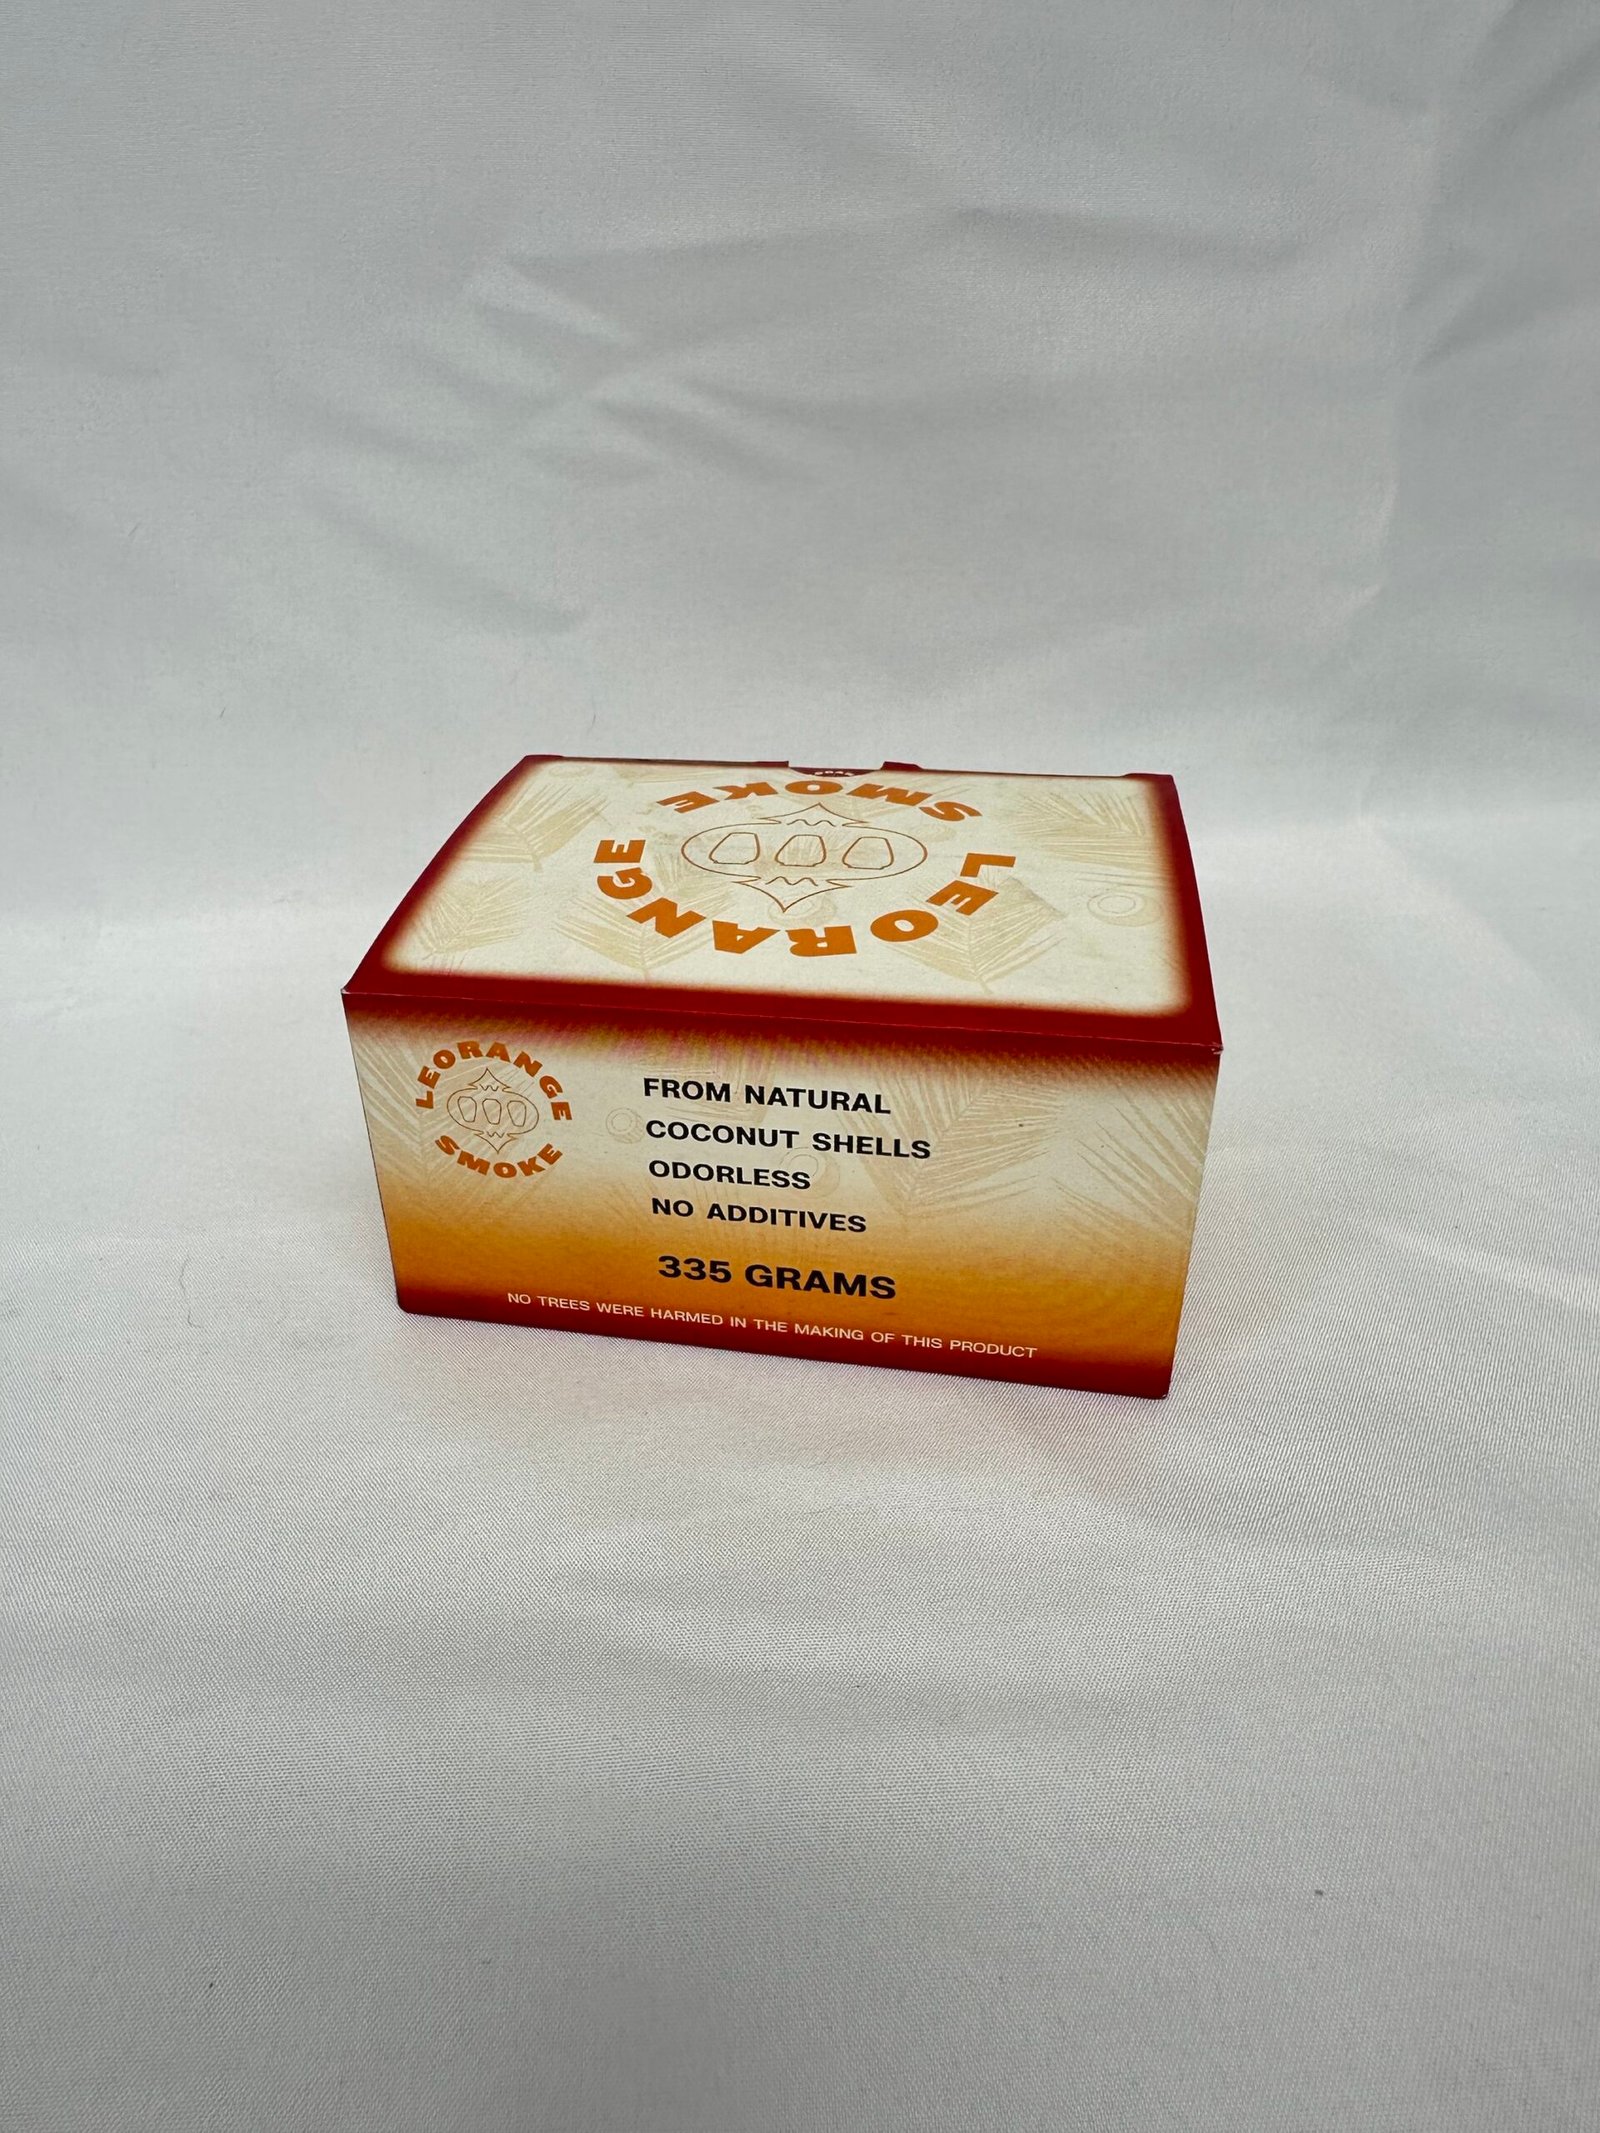 LEORANGE
SMOKE
LEORANGE
SMOKE
FROM NATURAL
COCONUT SHELLS
ODORLESS
NO ADDITIVES
335 GRAMS
NO TREES WERE HARMED IN THE MAKING OF THIS PRODUCT